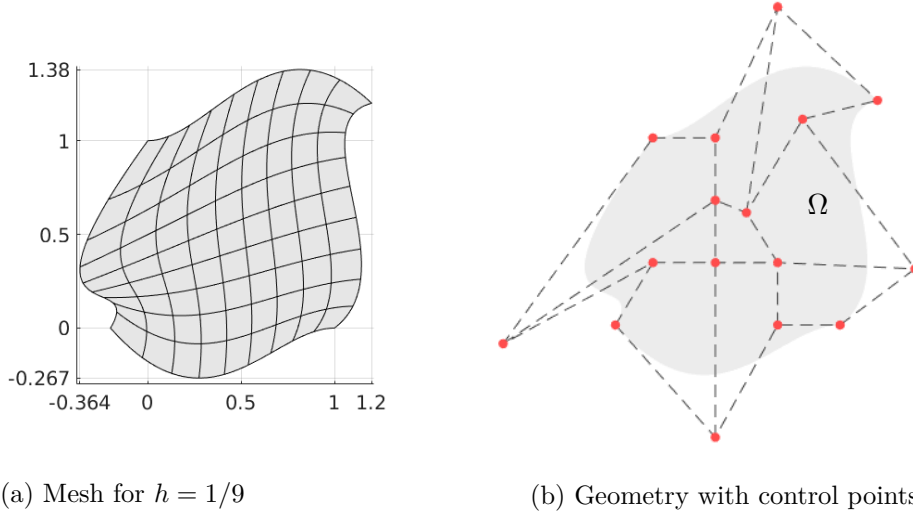 1.38
1
0.5
0
-0.267
-0.364 0 0.5 1 1.2
Ω
(a) Mesh for h = 1/9
(b) Geometry with control points